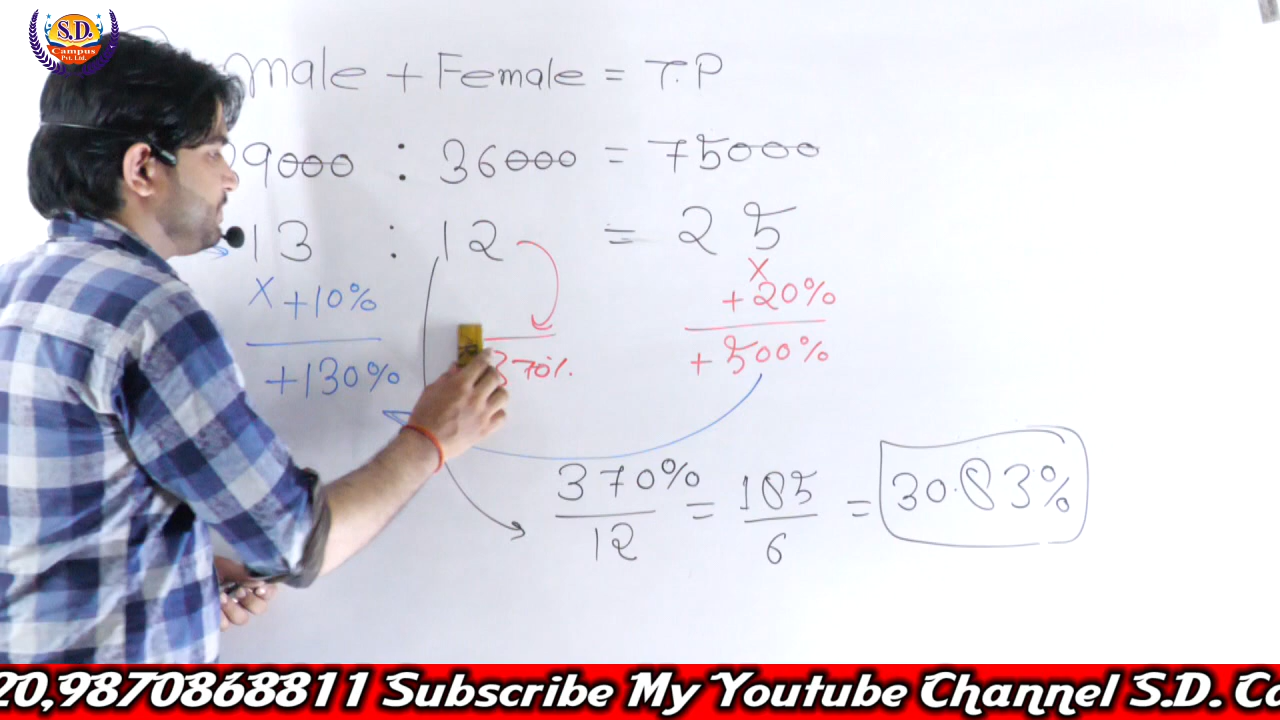 S.D.
Campus
Pvt. Ltd.
male + Female = T.P
9000 : 36000 = 75000
13 : 12 = 25
x +10%
x +20%
+130%
370%
+500%
370% / 12 = 185 / 6 = 30.83%
20,9870868811 Subscribe My Youtube Channel S.D. Ca